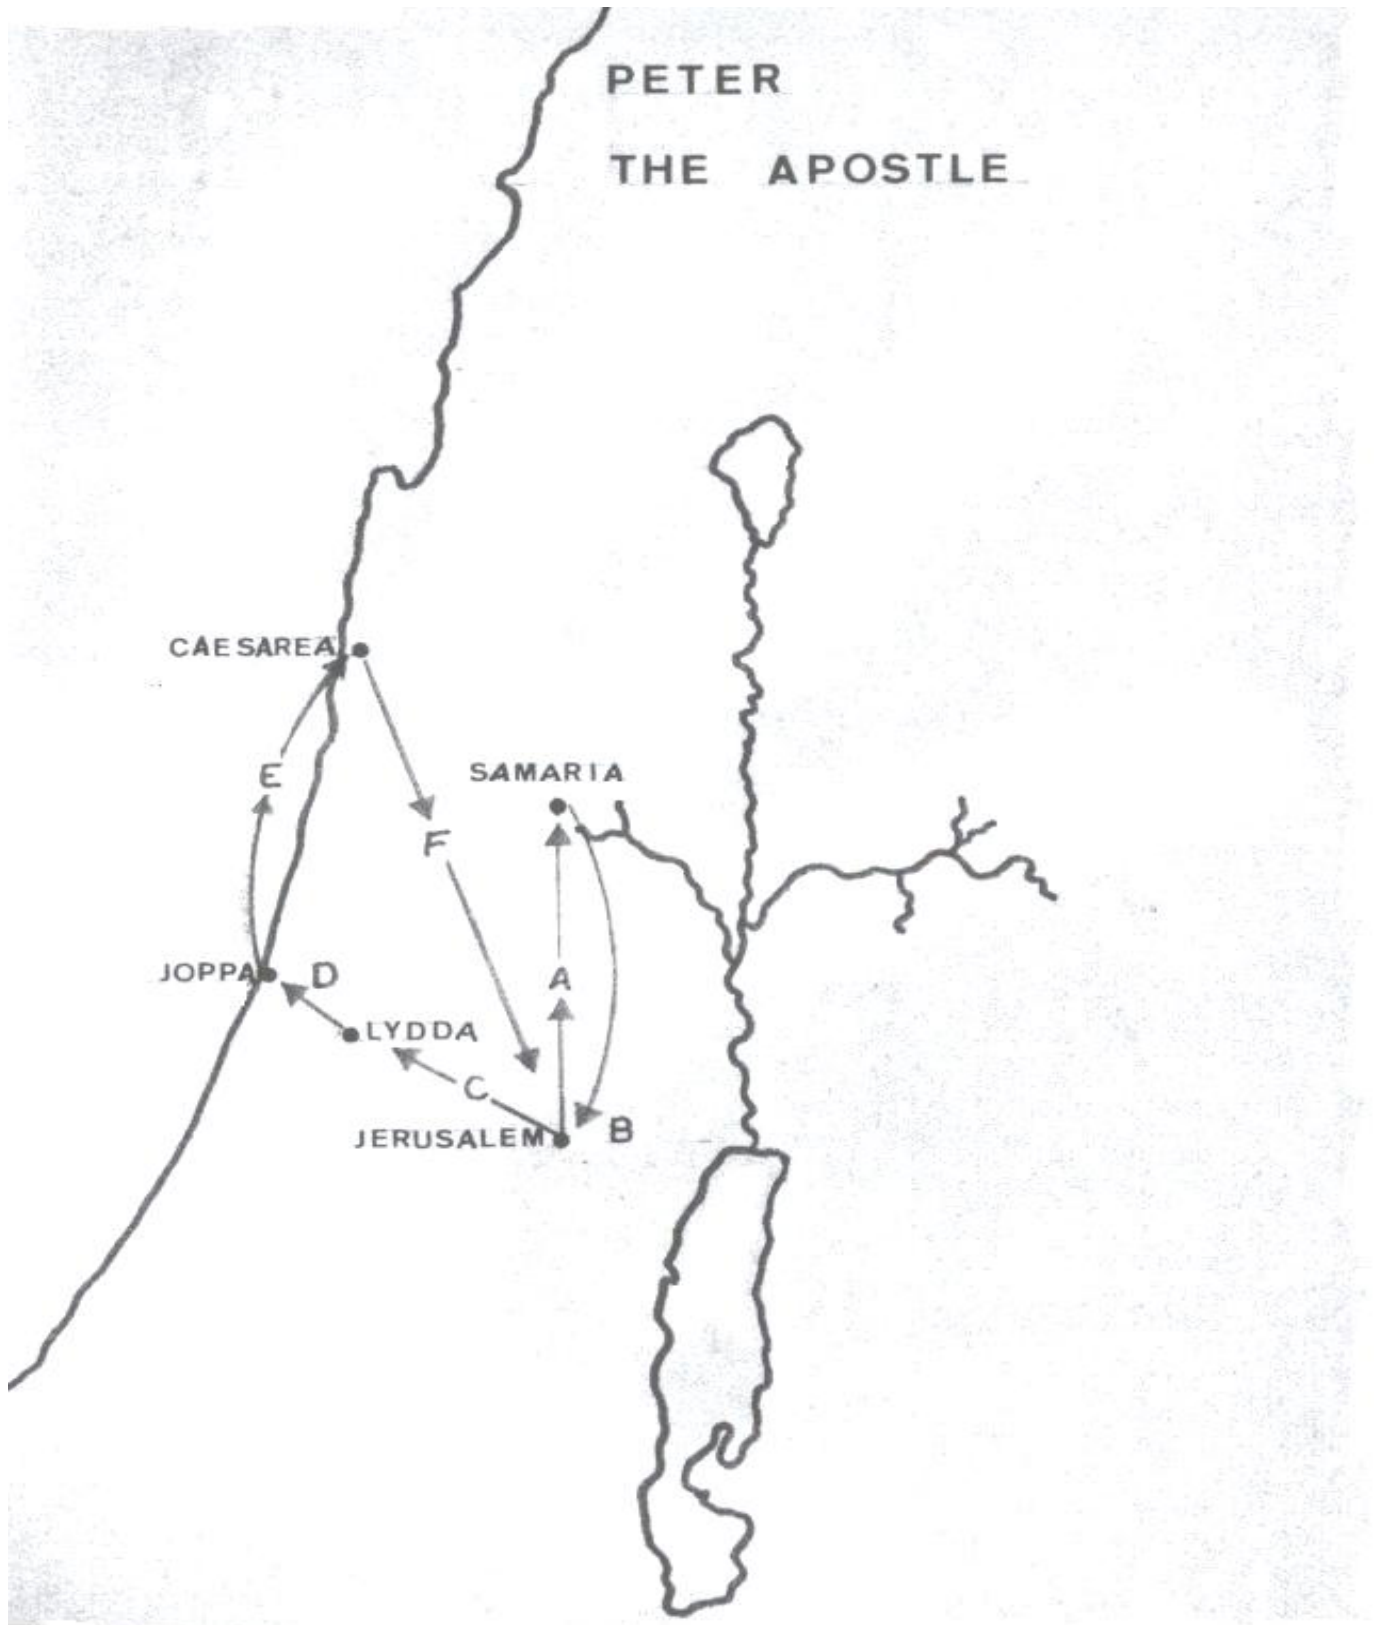 PETER
THE APOSTLE
CAESAREA
E
SAMARIA
F
JOPPA
D
A
LYDDA
C
JERUSALEM
B